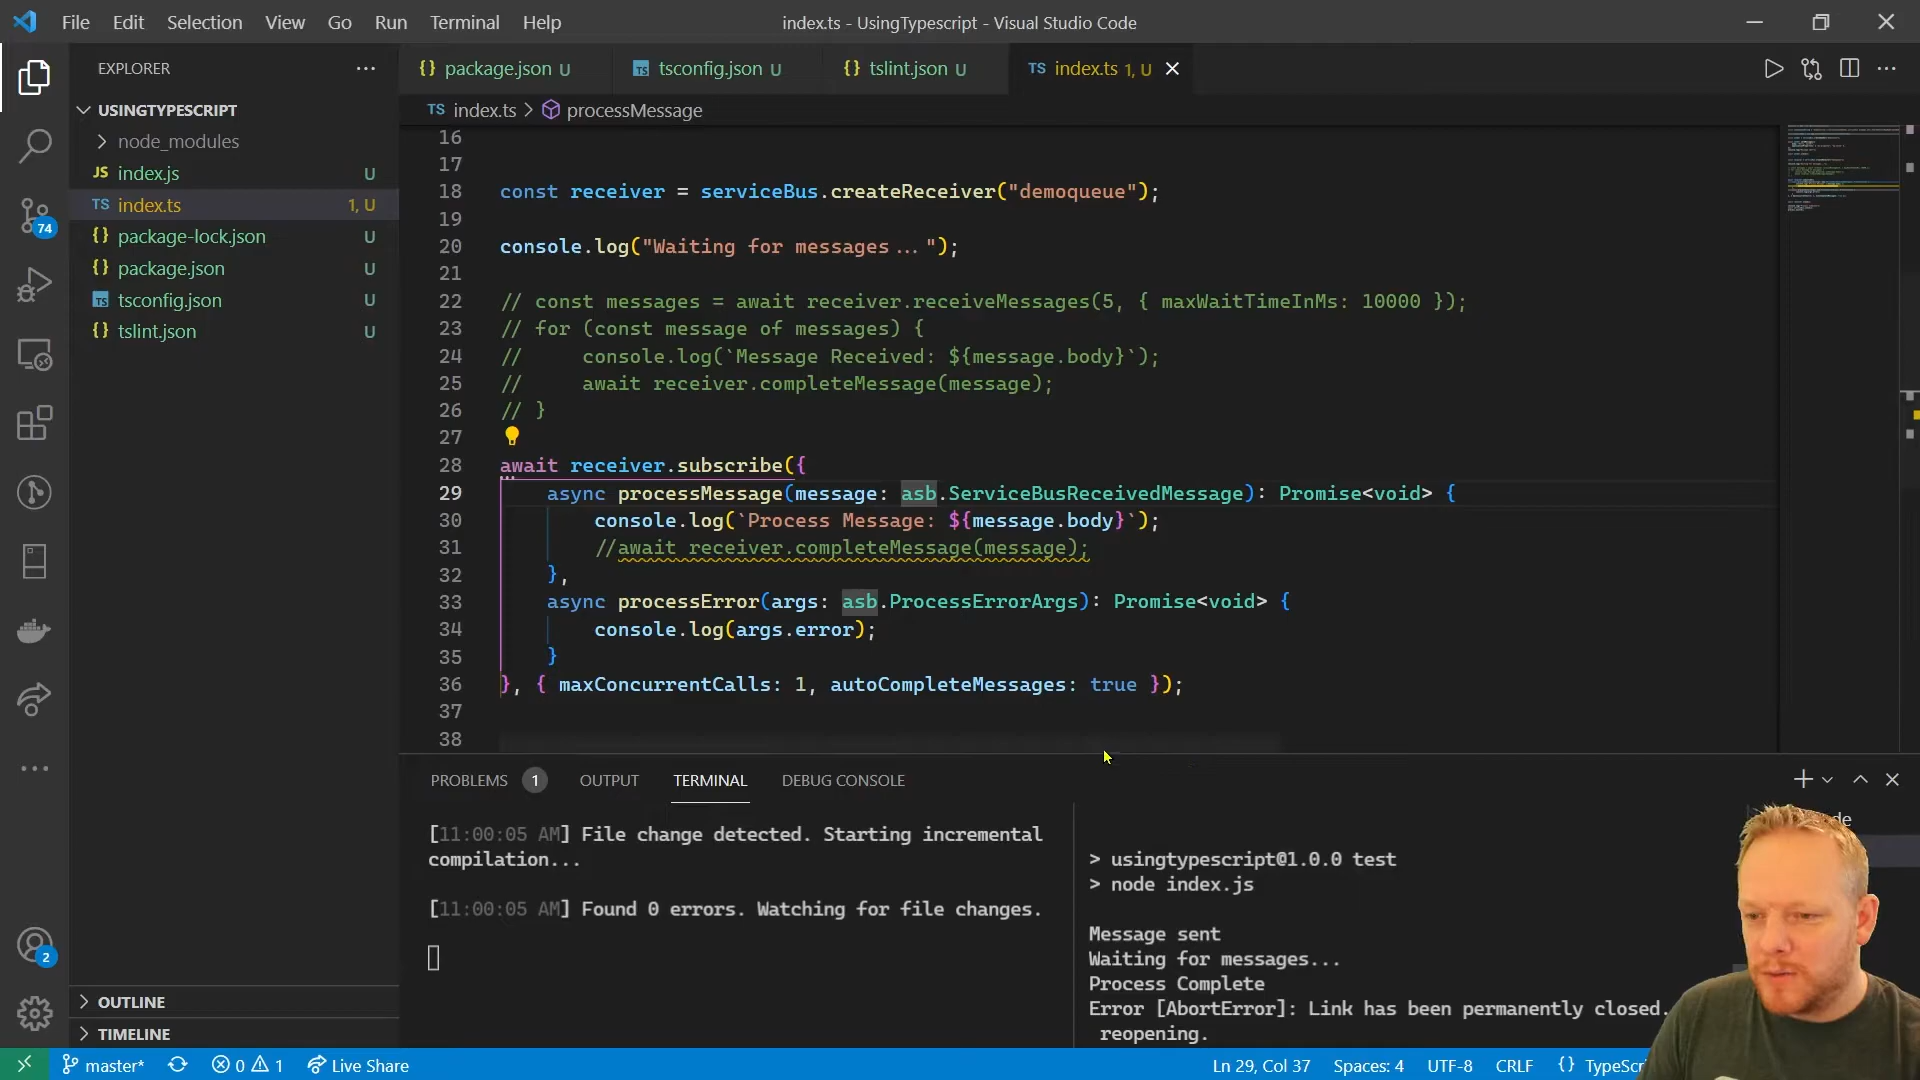 File Edit Selection View Go Run Terminal Help
index.ts - UsingTypescript - Visual Studio Code
EXPLORER
{} package.json U
TS tsconfig.json U
{} tslint.json U
TS index.ts 1, U
USINGTYPESCRIPT
TS index.ts > processMessage
node_modules
JS index.js U
TS index.ts 1, U
{} package-lock.json U
{} package.json U
TS tsconfig.json U
{} tslint.json U
74
2
16
17
18 const receiver = serviceBus.createReceiver("demoqueue");
19
20 console.log("Waiting for messages...");
21
22 // const messages = await receiver.receiveMessages(5, { maxWaitTimeInMs: 10000 });
23 // for (const message of messages) {
24 //     console.log(`Message Received: ${message.body}`);
25 //     await receiver.completeMessage(message);
26 // }
27
28 await receiver.subscribe({
29     async processMessage(message: asb.ServiceBusReceivedMessage): Promise<void> {
30         console.log(`Process Message: ${message.body}`);
31         //await receiver.completeMessage(message);
32     },
33     async processError(args: asb.ProcessErrorArgs): Promise<void> {
34         console.log(args.error);
35     }
36 }, { maxConcurrentCalls: 1, autoCompleteMessages: true });
37
38
PROBLEMS 1 OUTPUT TERMINAL DEBUG CONSOLE
[11:00:05 AM] File change detected. Starting incremental
compilation...
[11:00:05 AM] Found 0 errors. Watching for file changes.
> usingtypescript@1.0.0 test
> node index.js
Message sent
Waiting for messages...
Process Complete
Error [AbortError]: Link has been permanently closed.
reopening.
OUTLINE
TIMELINE
master* 0 1 Live Share
Ln 29, Col 37 Spaces: 4 UTF-8 CRLF {}